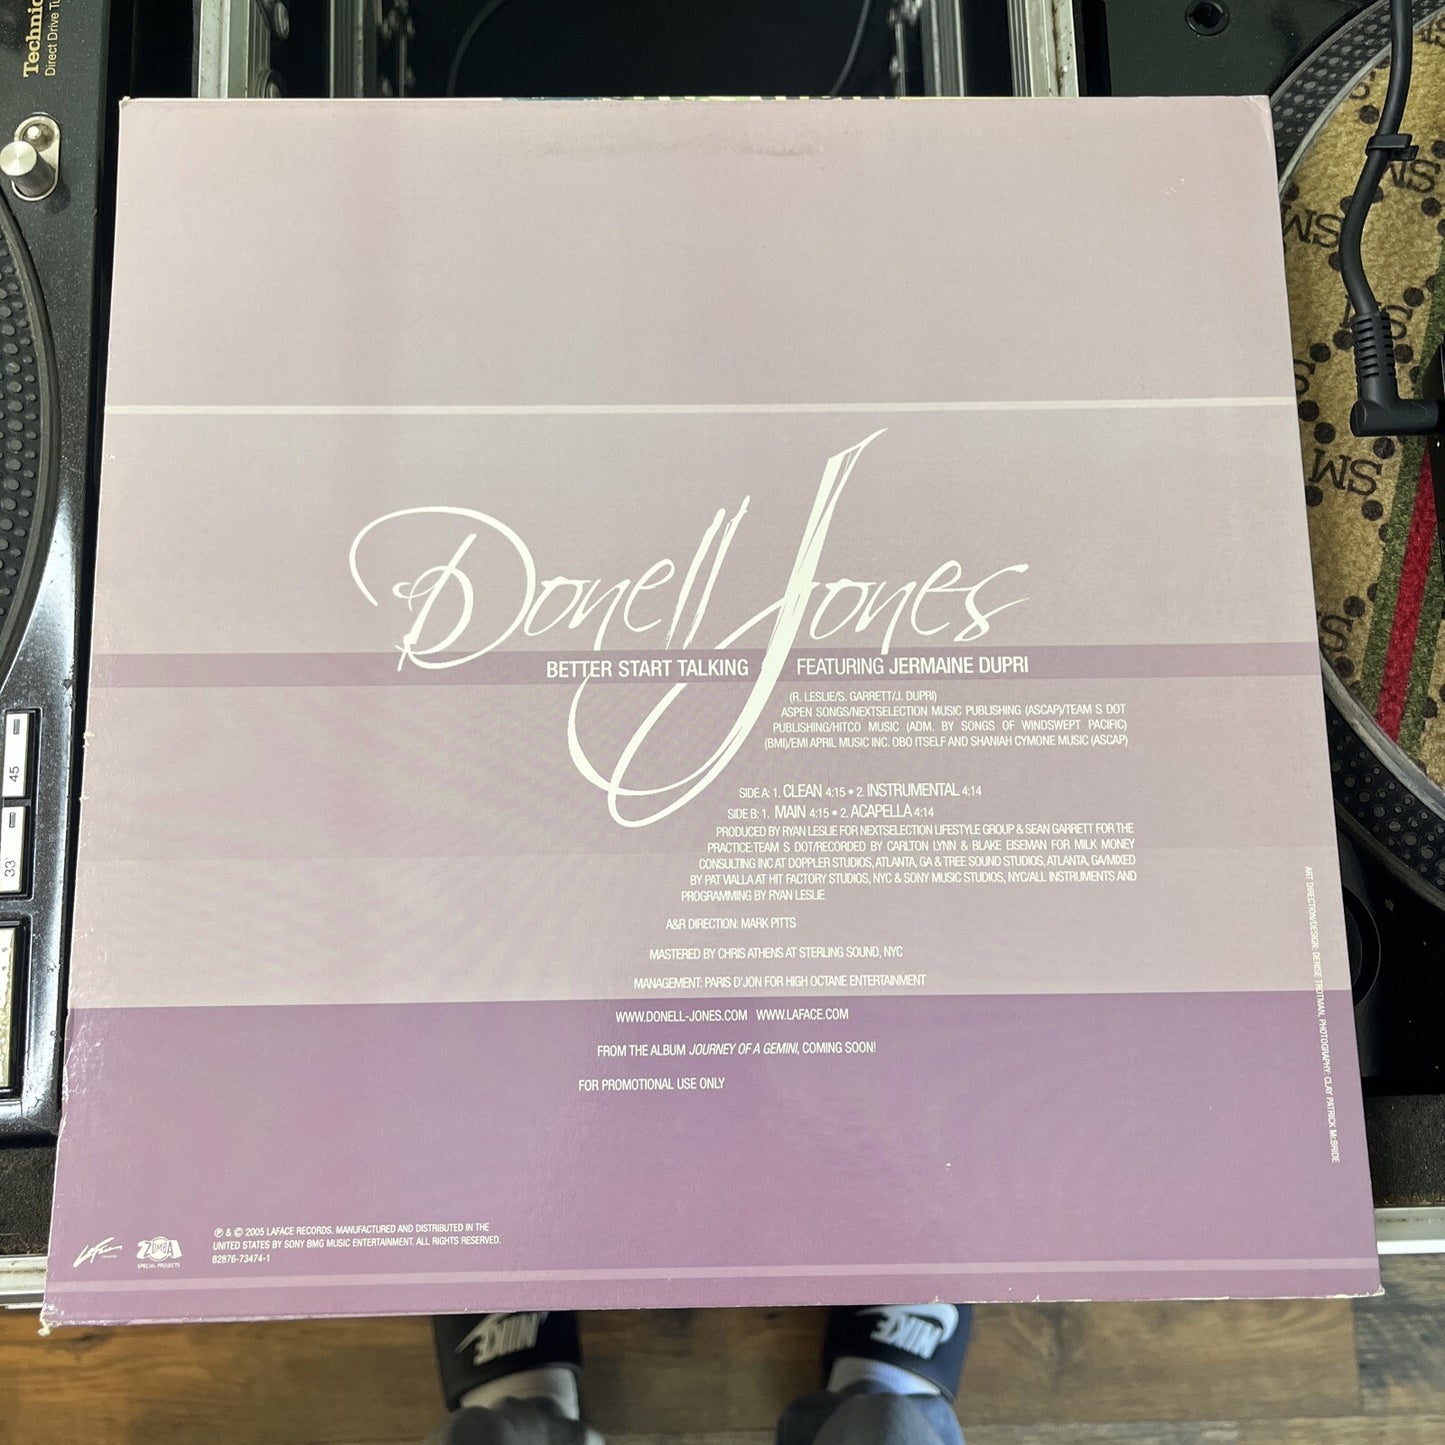 Technic
Direct Drive Tu
Donell Jones
BETTER START TALKING FEATURING JERMAINE DUPRI
(R. LESLIE/S. GARRETT/J. DUPRI)
ASPEN SONGS/NEXTSELECTION MUSIC PUBLISHING (ASCAP)/TEAM S DOT
PUBLISHING/HITCO MUSIC (ADM. BY SONGS OF WINDSWEPT PACIFIC)
(BMI)/EMI APRIL MUSIC INC. OBO ITSELF AND SHANIAH CYMONE MUSIC (ASCAP)
SIDE A: 1. CLEAN 4:15 • 2. INSTRUMENTAL 4:14
SIDE B: 1. MAIN 4:15 • 2. ACAPELLA 4:14
PRODUCED BY RYAN LESLIE FOR NEXTSELECTION LIFESTYLE GROUP & SEAN GARRETT FOR THE
PRACTICE:TEAM S DOT/RECORDED BY CARLTON LYNN & BLAKE EISEMAN FOR MILK MONEY
CONSULTING INC AT DOPPLER STUDIOS, ATLANTA, GA & TREE SOUND STUDIOS, ATLANTA, GA/MIXED
BY PAT VIALLA AT HIT FACTORY STUDIOS, NYC & SONY MUSIC STUDIOS, NYC/ALL INSTRUMENTS AND
PROGRAMMING BY RYAN LESLIE
A&R DIRECTION: MARK PITTS
MASTERED BY CHRIS ATHENS AT STERLING SOUND, NYC
MANAGEMENT: PARIS D'JON FOR HIGH OCTANE ENTERTAINMENT
WWW.DONELL-JONES.COM WWW.LAFACE.COM
FROM THE ALBUM JOURNEY OF A GEMINI, COMING SOON!
FOR PROMOTIONAL USE ONLY
ART DIRECTION/DESIGN: DENISE TROTMAN, PHOTOGRAPHY: CLAY PATRICK McBRIDE
45
33
LaFace
ZOMBA
SPECIAL PROJECTS
℗ & © 2005 LAFACE RECORDS. MANUFACTURED AND DISTRIBUTED IN THE
UNITED STATES BY SONY BMG MUSIC ENTERTAINMENT. ALL RIGHTS RESERVED.
82876-73474-1
SM
SM
SM
SM
NIKE
NIKE